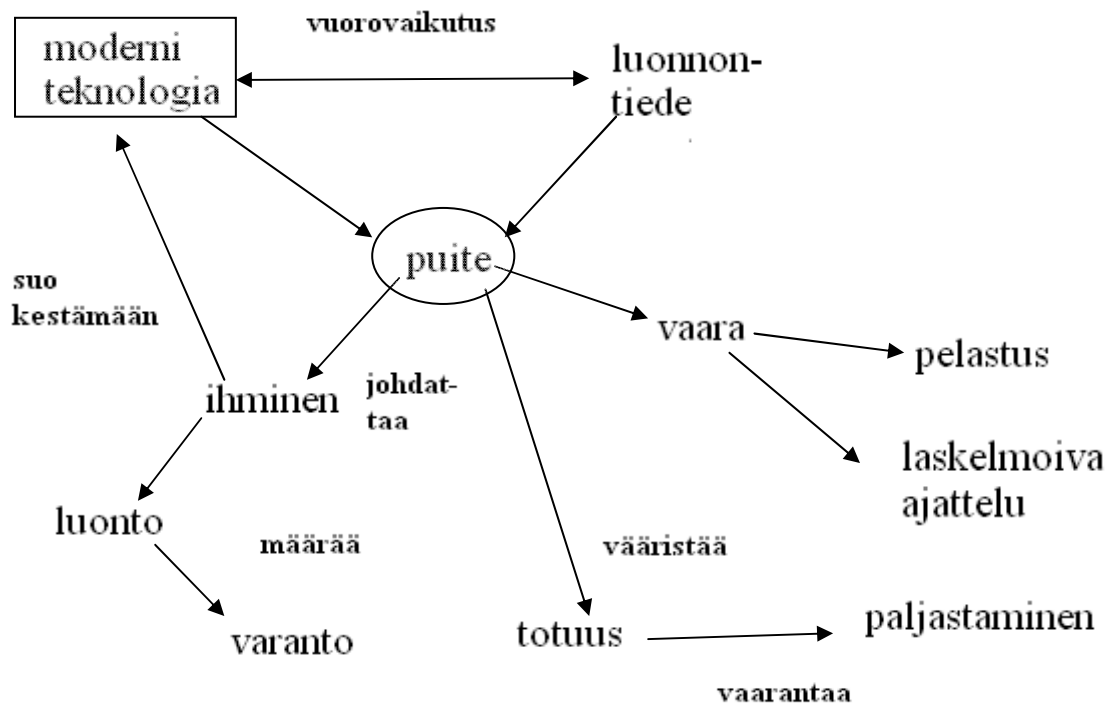 vuorovaikutus
moderni
teknologia
luonnon-
tiede
puite
suo
kestämään
vaara
pelastus
ihminen
johdat-
taa
laskelmoiva
ajattelu
luonto
määrää
vääristää
varanto
totuus
paljastaminen
vaarantaa